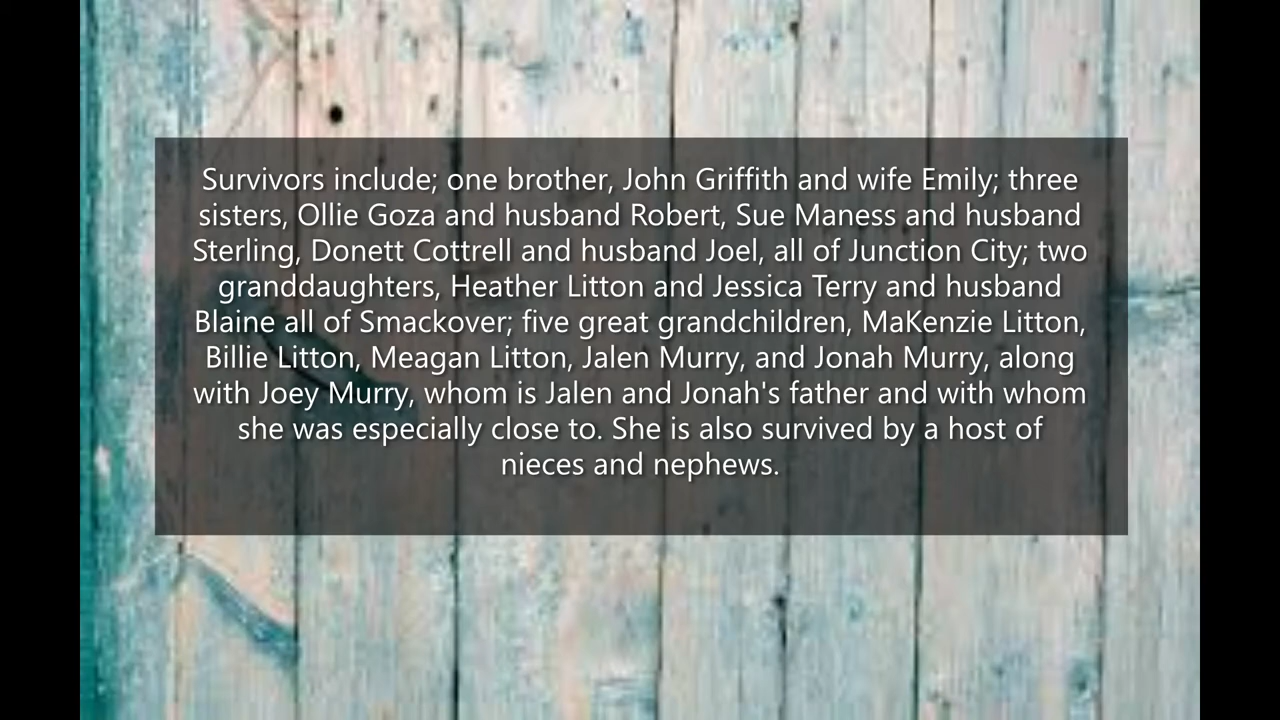 Survivors include; one brother, John Griffith and wife Emily; three
sisters, Ollie Goza and husband Robert, Sue Maness and husband
Sterling, Donett Cottrell and husband Joel, all of Junction City; two
granddaughters, Heather Litton and Jessica Terry and husband
Blaine all of Smackover; five great grandchildren, MaKenzie Litton,
Billie Litton, Meagan Litton, Jalen Murry, and Jonah Murry, along
with Joey Murry, whom is Jalen and Jonah's father and with whom
she was especially close to. She is also survived by a host of
nieces and nephews.